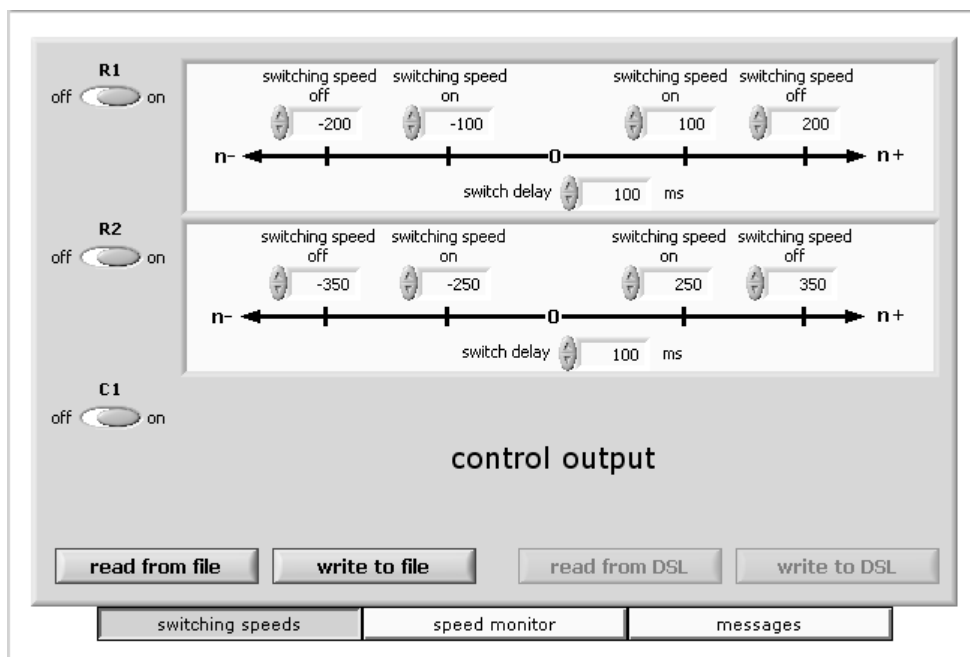 R1
off on
switching speed switching speed switching speed switching speed
off on on off
-200 -100 100 200
n- 0 n+
switch delay 100 ms
R2
off on
switching speed switching speed switching speed switching speed
off on on off
-350 -250 250 350
n- 0 n+
switch delay 100 ms
C1
off on
control output
read from file write to file read from DSL write to DSL
switching speeds speed monitor messages